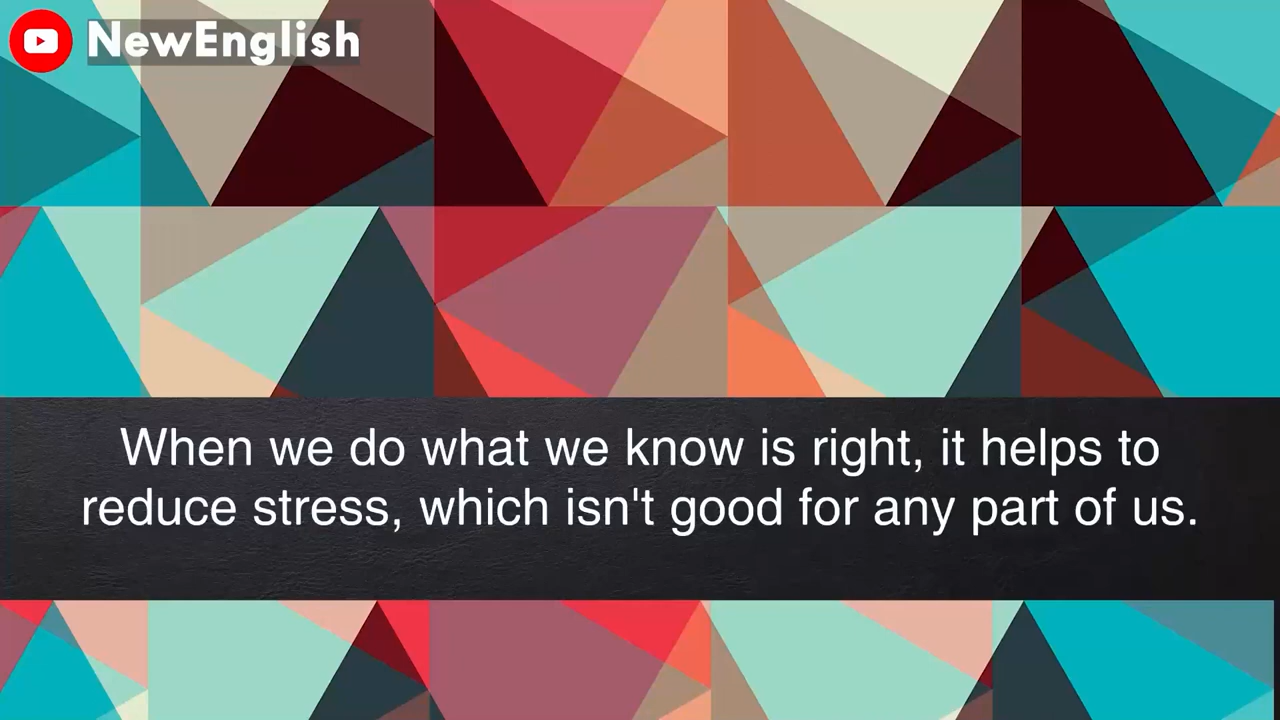 NewEnglish
When we do what we know is right, it helps to
reduce stress, which isn't good for any part of us.